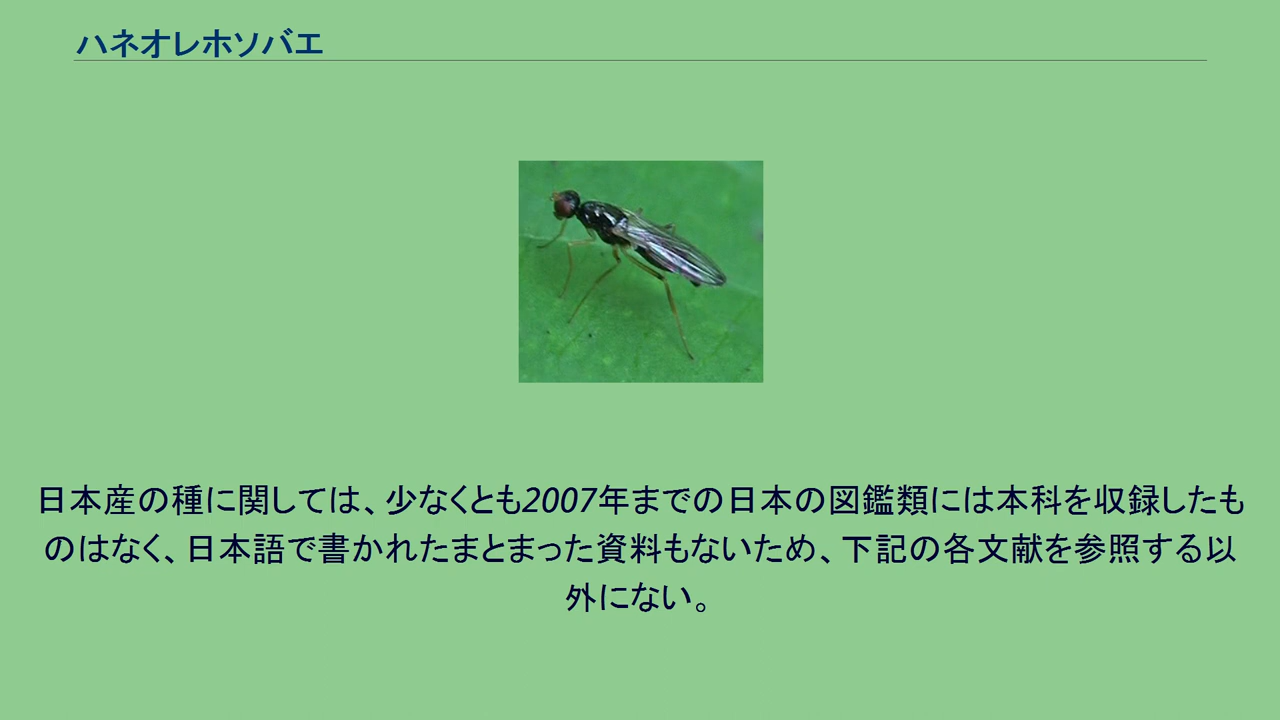 ハネオレホソバエ
日本産の種に関しては、少なくとも2007年までの日本の図鑑類には本科を収録したも
のはなく、日本語で書かれたまとまった資料もないため、下記の各文献を参照する以
外にない。